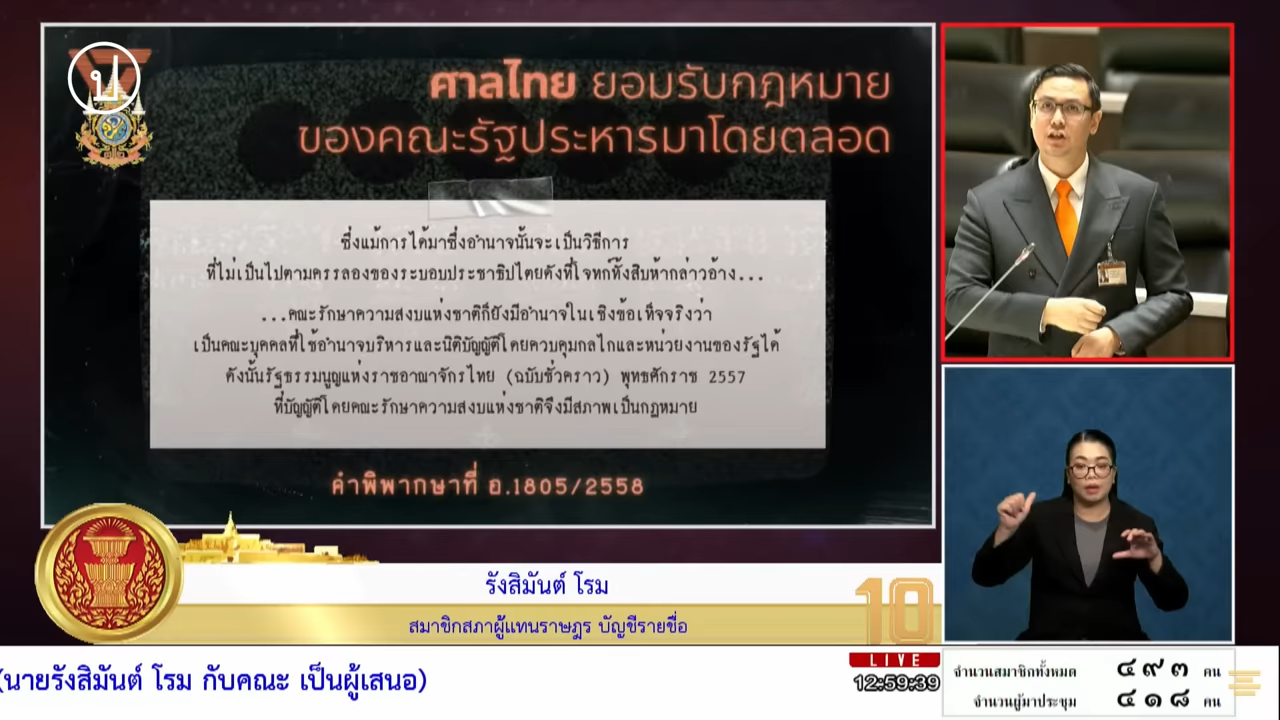 ป
ศาลไทย ยอมรับกฎหมาย
ของคณะรัฐประหารมาโดยตลอด
ซึ่งแม้การได้มาซึ่งอำนาจนั้นจะเป็นวิธีการ
ที่ไม่เป็นไปตามครรลองของระบอบประชาธิปไตยดังที่โจทก์ทั้งสิบห้ากล่าวอ้าง...
...คณะรักษาความสงบแห่งชาติก็ยังมีอำนาจในเชิงข้อเท็จจริงว่า
เป็นคณะบุคคลที่ใช้อำนาจบริหารและนิติบัญญัติโดยควบคุมกลไกและหน่วยงานของรัฐได้
ดังนั้นรัฐธรรมนูญแห่งราชอาณาจักรไทย (ฉบับชั่วคราว) พุทธศักราช 2557
ที่บัญญัติโดยคณะรักษาความสงบแห่งชาติจึงมีสภาพเป็นกฎหมาย
คำพิพากษาที่ อ.1805/2558
รังสิมันต์ โรม
สมาชิกสภาผู้แทนราษฎร บัญชีรายชื่อ
10
LIVE
12:59:39
(นายรังสิมันต์ โรม กับคณะ เป็นผู้เสนอ)
จำนวนสมาชิกทั้งหมด ๔๙๓ คน
จำนวนผู้มาประชุม ๔๑๘ คน